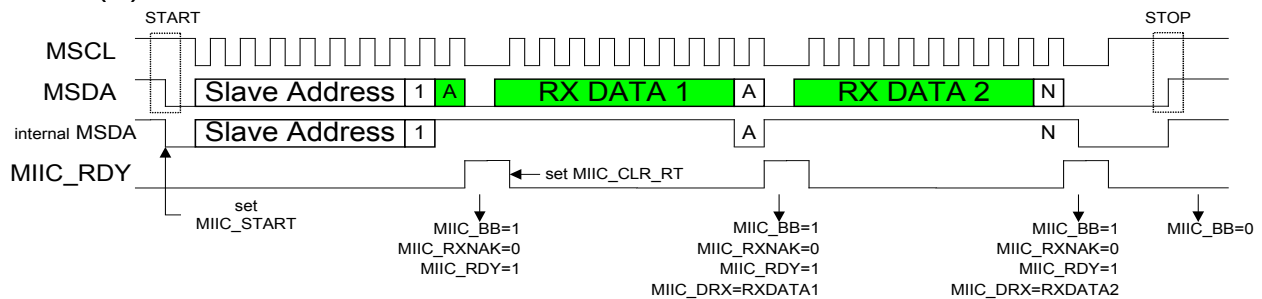 START STOP
MSCL
MSDA Slave Address 1 A RX DATA 1 A RX DATA 2 N
internal MSDA Slave Address 1 A N
MIIC_RDY set MIIC_CLR_RT
set
MIIC_START
MIIC_BB=1
MIIC_RXNAK=0
MIIC_RDY=1
MIIC_BB=1
MIIC_RXNAK=0
MIIC_RDY=1
MIIC_DRX=RXDATA1
MIIC_BB=1
MIIC_RXNAK=0
MIIC_RDY=1
MIIC_DRX=RXDATA2
MIIC_BB=0